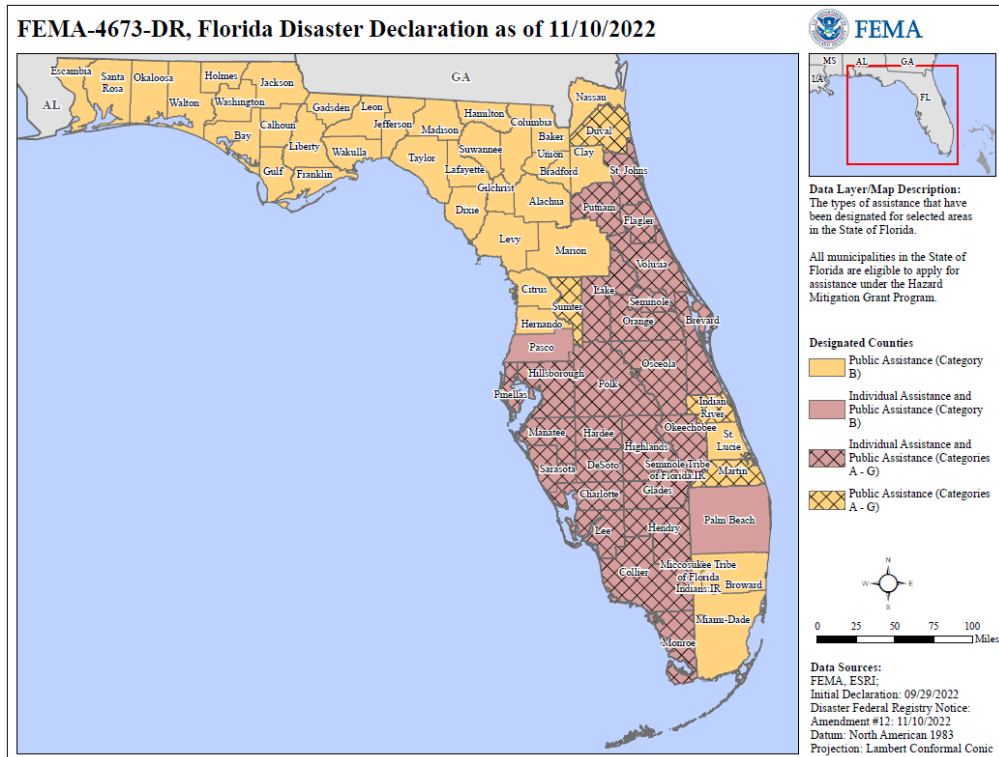 FEMA-4673-DR, Florida Disaster Declaration as of 11/10/2022
FEMA
GA
AL
Escambia
Santa
Rosa
Okaloosa
Holmes
Jackson
Walton
Washington
Bay
Calhoun
Gulf
Liberty
Franklin
Gadsden
Leon
Wakulla
Jefferson
Madison
Taylor
Hamilton
Suwannee
Lafayette
Columbia
Baker
Union
Bradford
Nassau
Duval
Clay
St. Johns
Gilchrist
Dixie
Alachua
Putnam
Flagler
Levy
Marion
Volusia
Citrus
Sumter
Lake
Hernando
Seminole
Orange
Brevard
Pasco
Osceola
Hillsborough
Polk
Pinellas
Indian
River
Manatee
Hardee
Okeechobee
Highlands
St.
Lucie
Sarasota
DeSoto
Seminole Tribe
of Florida IR
Martin
Charlotte
Glades
Lee
Hendry
Palm Beach
Collier
Miccosukee Tribe
of Florida
Indians IR
Broward
Miami-Dade
Monroe
MS
AL
GA
LA
FL
Data Layer/Map Description:
The types of assistance that have
been designated for selected areas
in the State of Florida.
All municipalities in the State of
Florida are eligible to apply for
assistance under the Hazard
Mitigation Grant Program.
Designated Counties
Public Assistance (Category
B)
Individual Assistance and
Public Assistance (Category
B)
Individual Assistance and
Public Assistance (Categories
A - G)
Public Assistance (Categories
A - G)
N
W
E
S
0 25 50 75 100
Miles
Data Sources:
FEMA, ESRI;
Initial Declaration: 09/29/2022
Disaster Federal Registry Notice:
Amendment #12: 11/10/2022
Datum: North American 1983
Projection: Lambert Conformal Conic